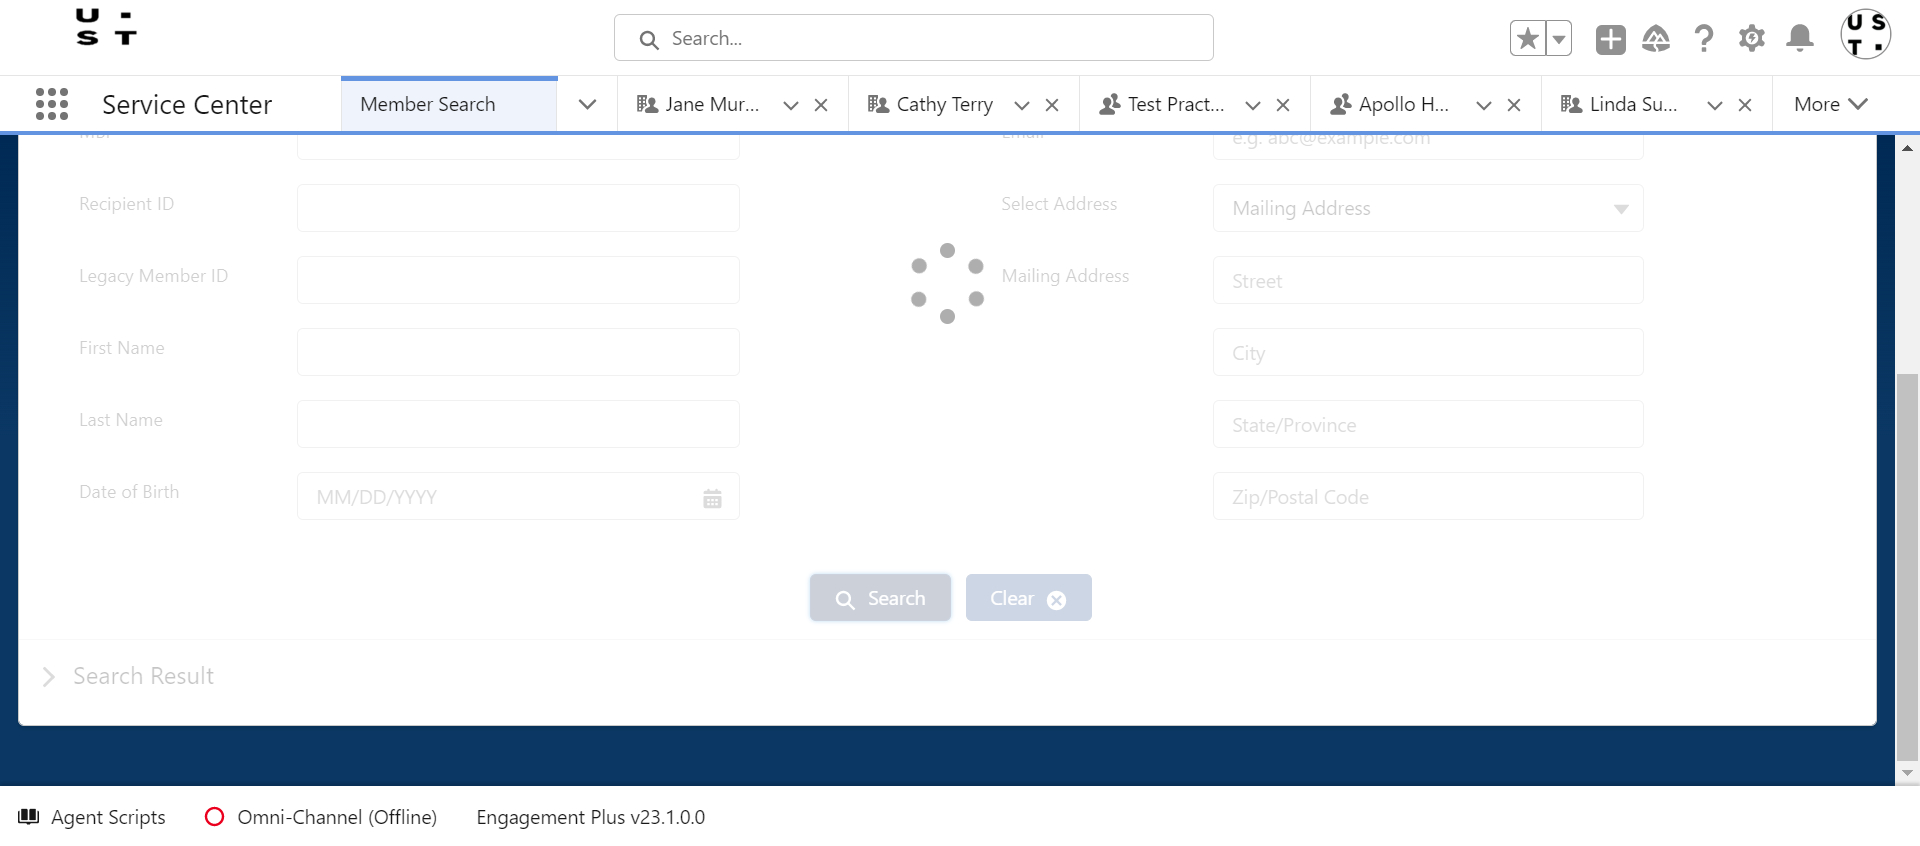 U
ST
Search...
U S
T
Service Center
Member Search
Jane Mur...
Cathy Terry
Test Pract...
Apollo H...
Linda Su...
More
Email
e.g. abc@example.com
Recipient ID
Select Address
Mailing Address
Legacy Member ID
Mailing Address
Street
First Name
City
Last Name
State/Province
Date of Birth
MM/DD/YYYY
Zip/Postal Code
Search
Clear
Search Result
Agent Scripts
Omni-Channel (Offline)
Engagement Plus v23.1.0.0